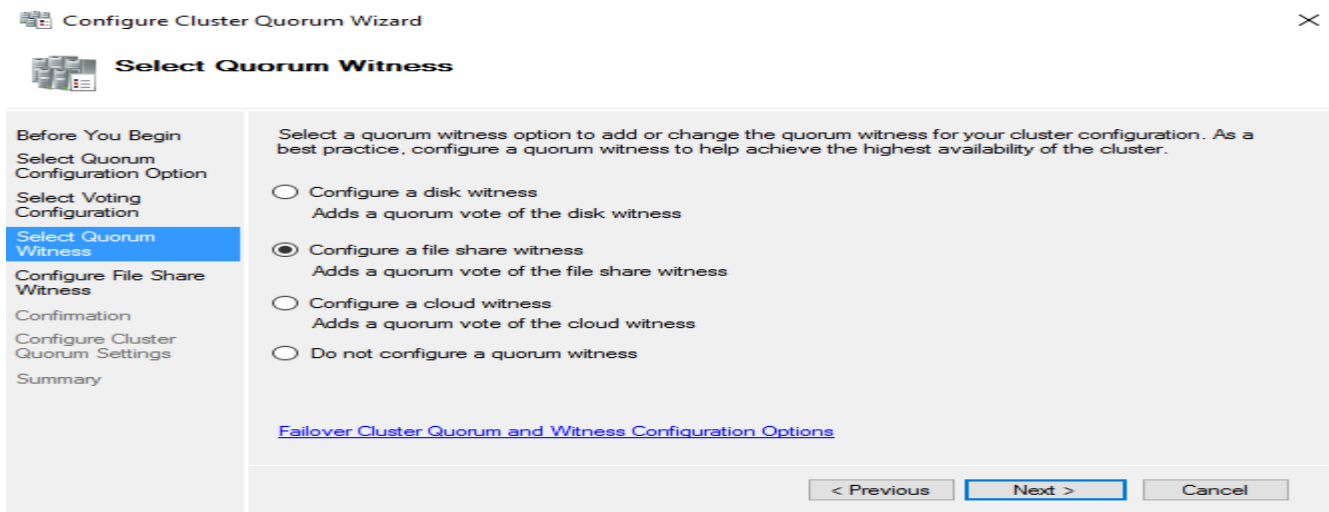 Configure Cluster Quorum Wizard
Select Quorum Witness
Before You Begin
Select Quorum
Configuration Option
Select Voting
Configuration
Select Quorum
Witness
Configure File Share
Witness
Confirmation
Configure Cluster
Quorum Settings
Summary
Select a quorum witness option to add or change the quorum witness for your cluster configuration. As a
best practice, configure a quorum witness to help achieve the highest availability of the cluster.
Configure a disk witness
Adds a quorum vote of the disk witness
Configure a file share witness
Adds a quorum vote of the file share witness
Configure a cloud witness
Adds a quorum vote of the cloud witness
Do not configure a quorum witness
Failover Cluster Quorum and Witness Configuration Options
< Previous
Next >
Cancel